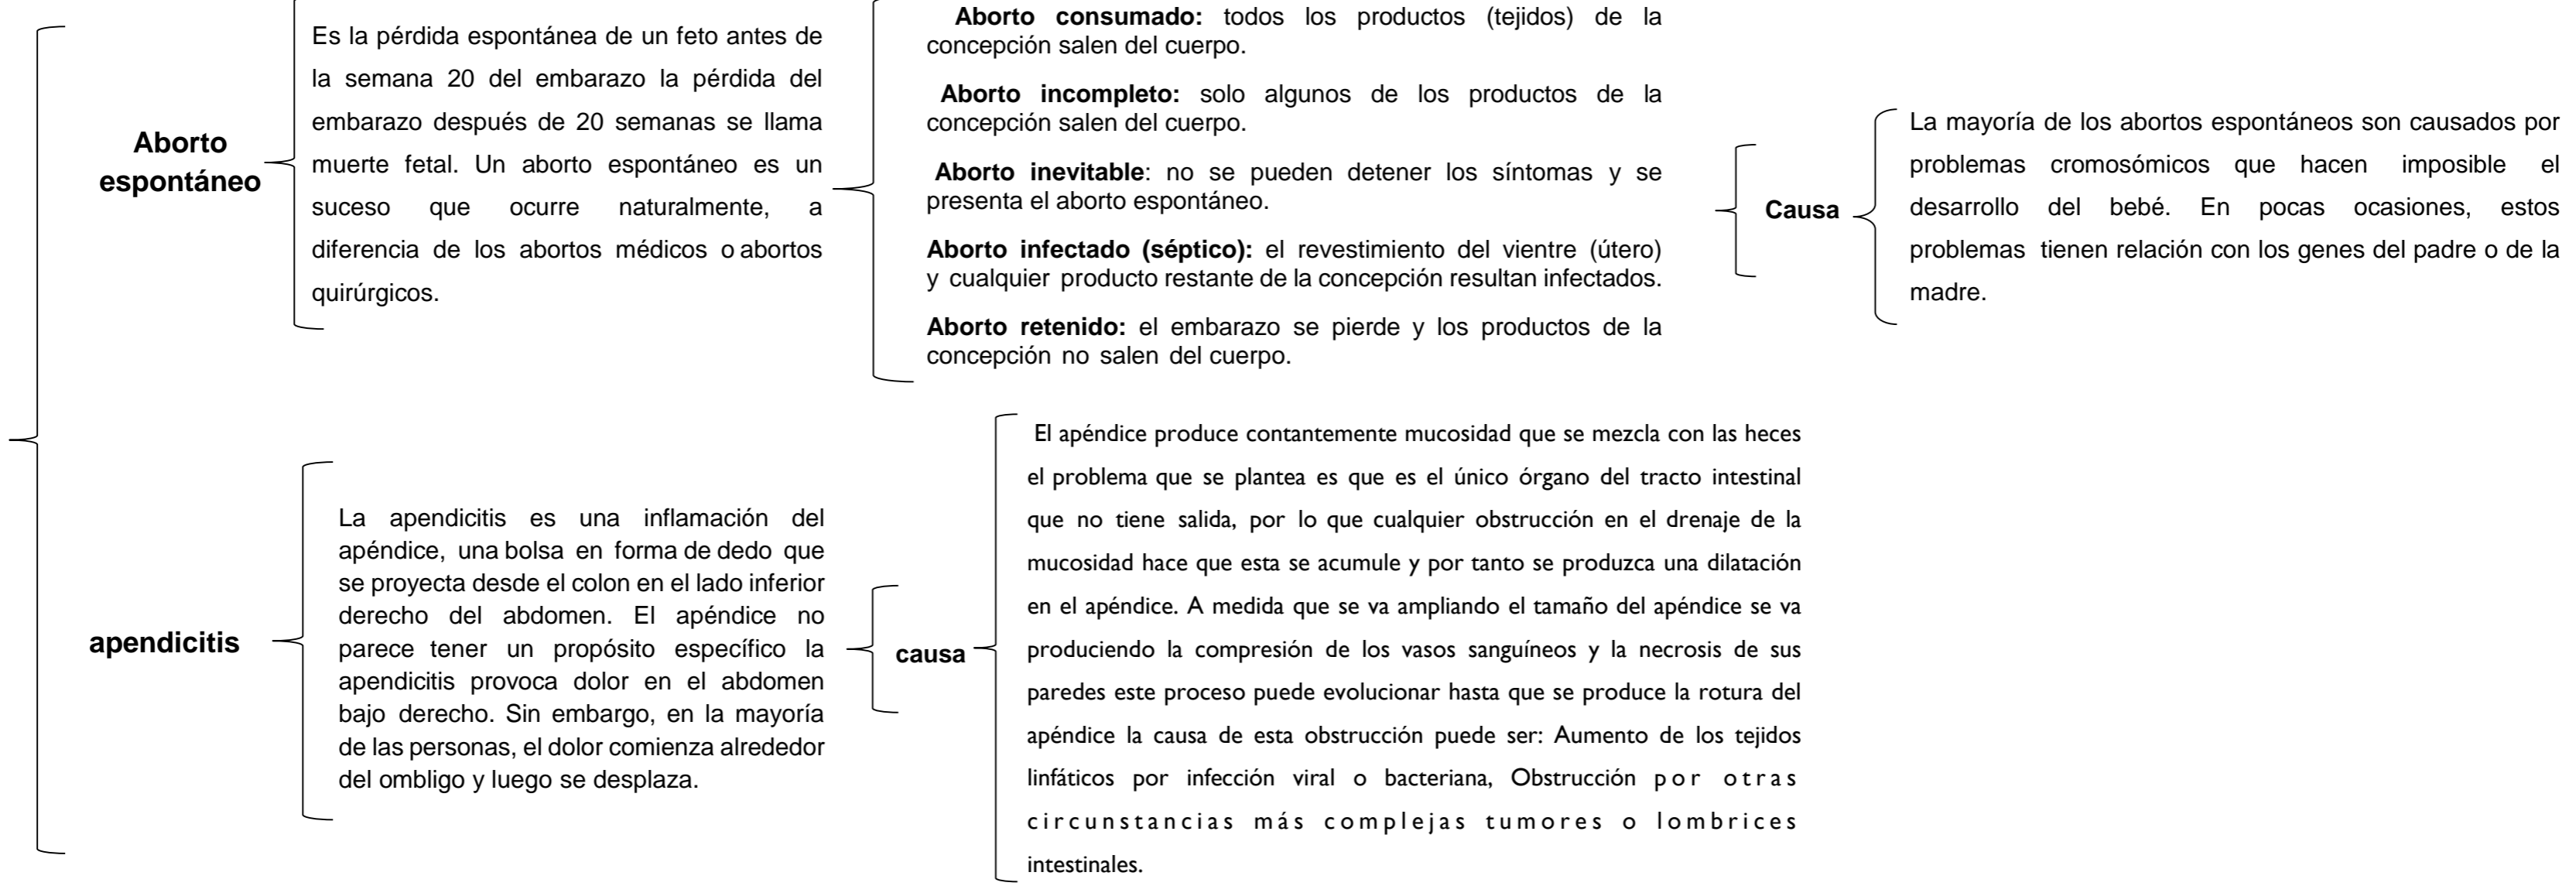 Aborto
espontáneo
Es la pérdida espontánea de un feto antes de
la semana 20 del embarazo la pérdida del
embarazo después de 20 semanas se llama
muerte fetal. Un aborto espontáneo es un
suceso que ocurre naturalmente, a
diferencia de los abortos médicos o abortos
quirúrgicos.
Aborto consumado: todos los productos (tejidos) de la
concepción salen del cuerpo.
Aborto incompleto: solo algunos de los productos de la
concepción salen del cuerpo.
Aborto inevitable: no se pueden detener los síntomas y se
presenta el aborto espontáneo.
Aborto infectado (séptico): el revestimiento del vientre (útero)
y cualquier producto restante de la concepción resultan infectados.
Aborto retenido: el embarazo se pierde y los productos de la
concepción no salen del cuerpo.
Causa
La mayoría de los abortos espontáneos son causados por
problemas cromosómicos que hacen imposible el
desarrollo del bebé. En pocas ocasiones, estos
problemas tienen relación con los genes del padre o de la
madre.
apendicitis
La apendicitis es una inflamación del
apéndice, una bolsa en forma de dedo que
se proyecta desde el colon en el lado inferior
derecho del abdomen. El apéndice no
parece tener un propósito específico la
apendicitis provoca dolor en el abdomen
bajo derecho. Sin embargo, en la mayoría
de las personas, el dolor comienza alrededor
del ombligo y luego se desplaza.
causa
El apéndice produce contantemente mucosidad que se mezcla con las heces
el problema que se plantea es que es el único órgano del tracto intestinal
que no tiene salida, por lo que cualquier obstrucción en el drenaje de la
mucosidad hace que esta se acumule y por tanto se produzca una dilatación
en el apéndice. A medida que se va ampliando el tamaño del apéndice se va
produciendo la compresión de los vasos sanguíneos y la necrosis de sus
paredes este proceso puede evolucionar hasta que se produce la rotura del
apéndice la causa de esta obstrucción puede ser: Aumento de los tejidos
linfáticos por infección viral o bacteriana, Obstrucción por otras
circunstancias más complejas tumores o lombrices
intestinales.